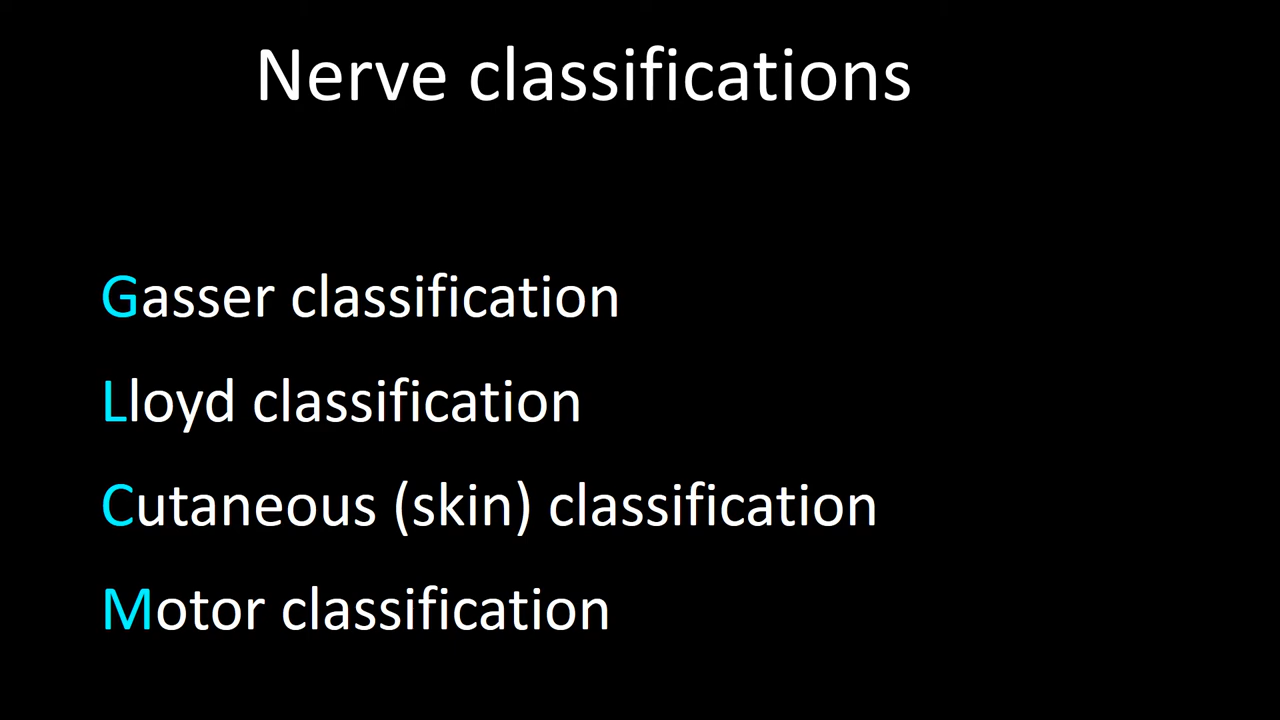 Nerve classifications
Gasser classification
Lloyd classification
Cutaneous (skin) classification
Motor classification